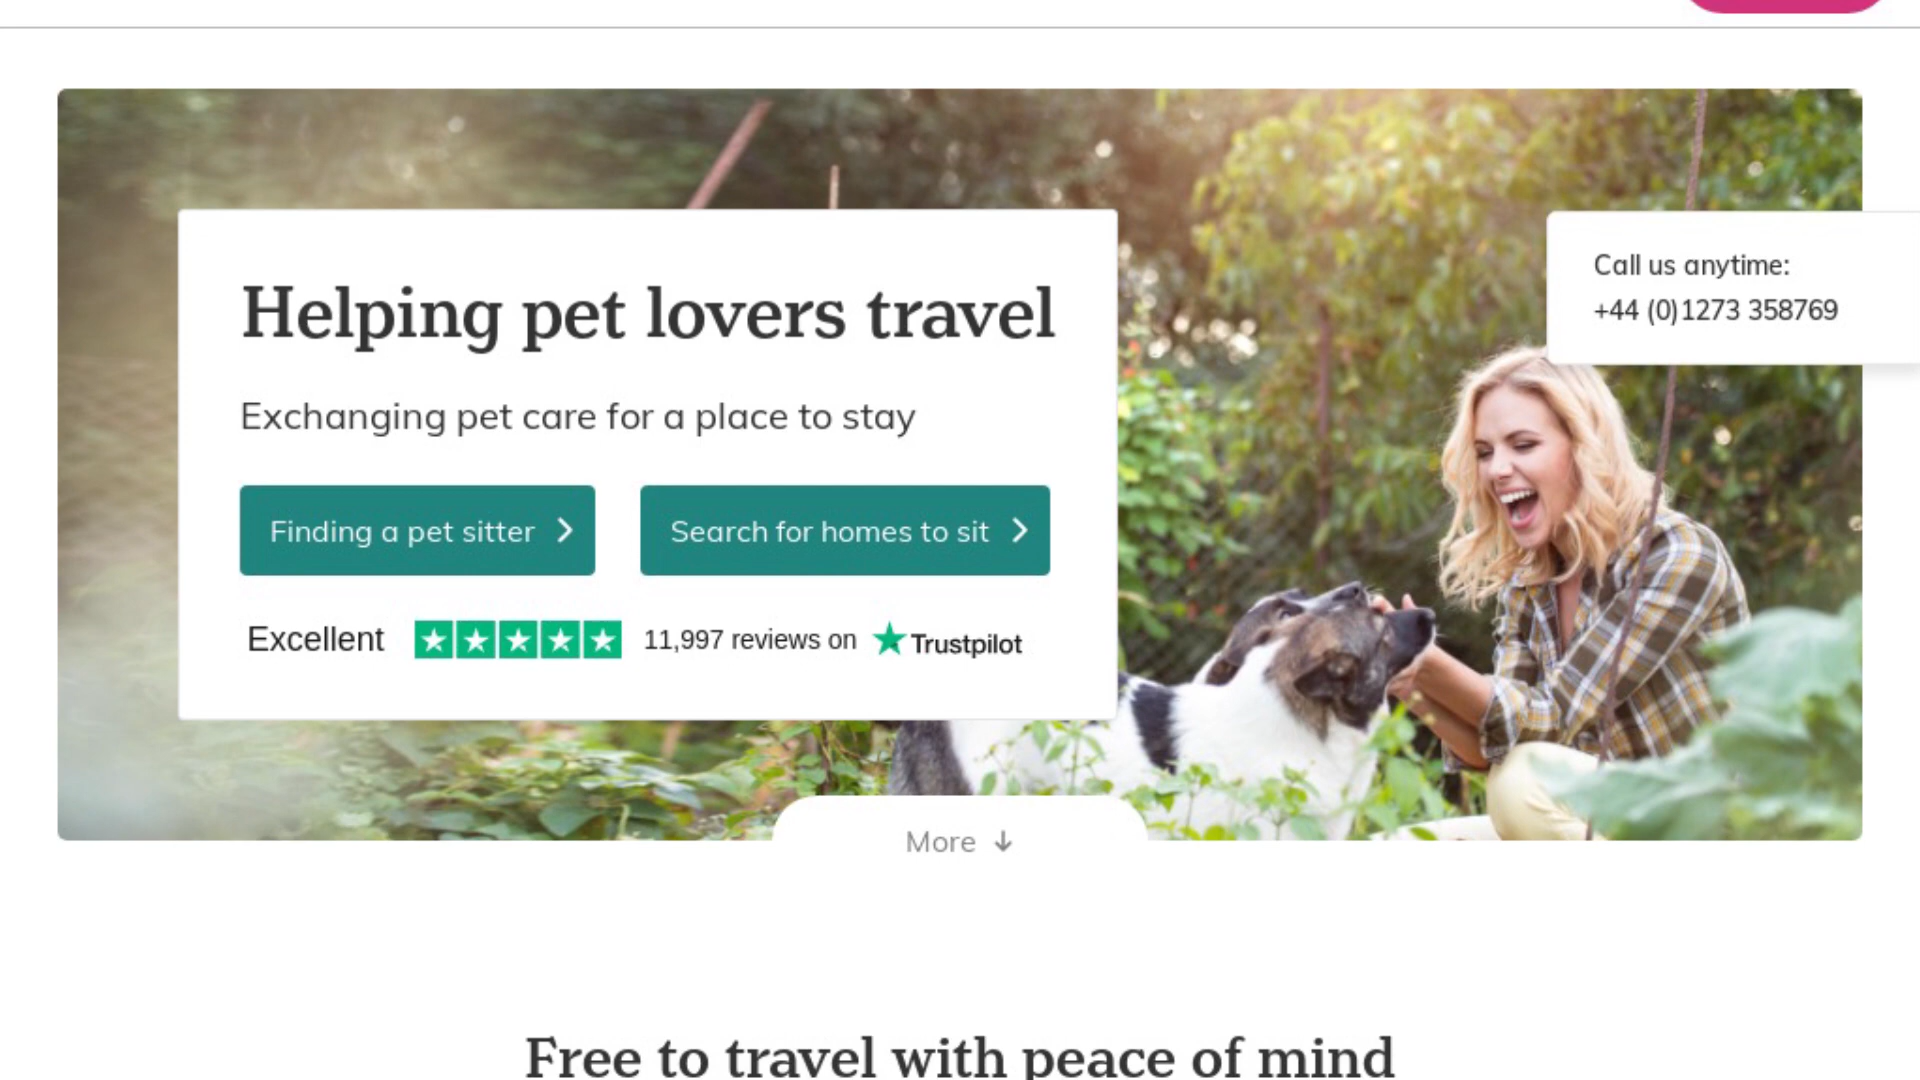 Helping pet lovers travel
Exchanging pet care for a place to stay
Finding a pet sitter
Search for homes to sit
Excellent
11,997 reviews on Trustpilot
Call us anytime:
+44 (0)1273 358769
More ↓
Free to travel with peace of mind